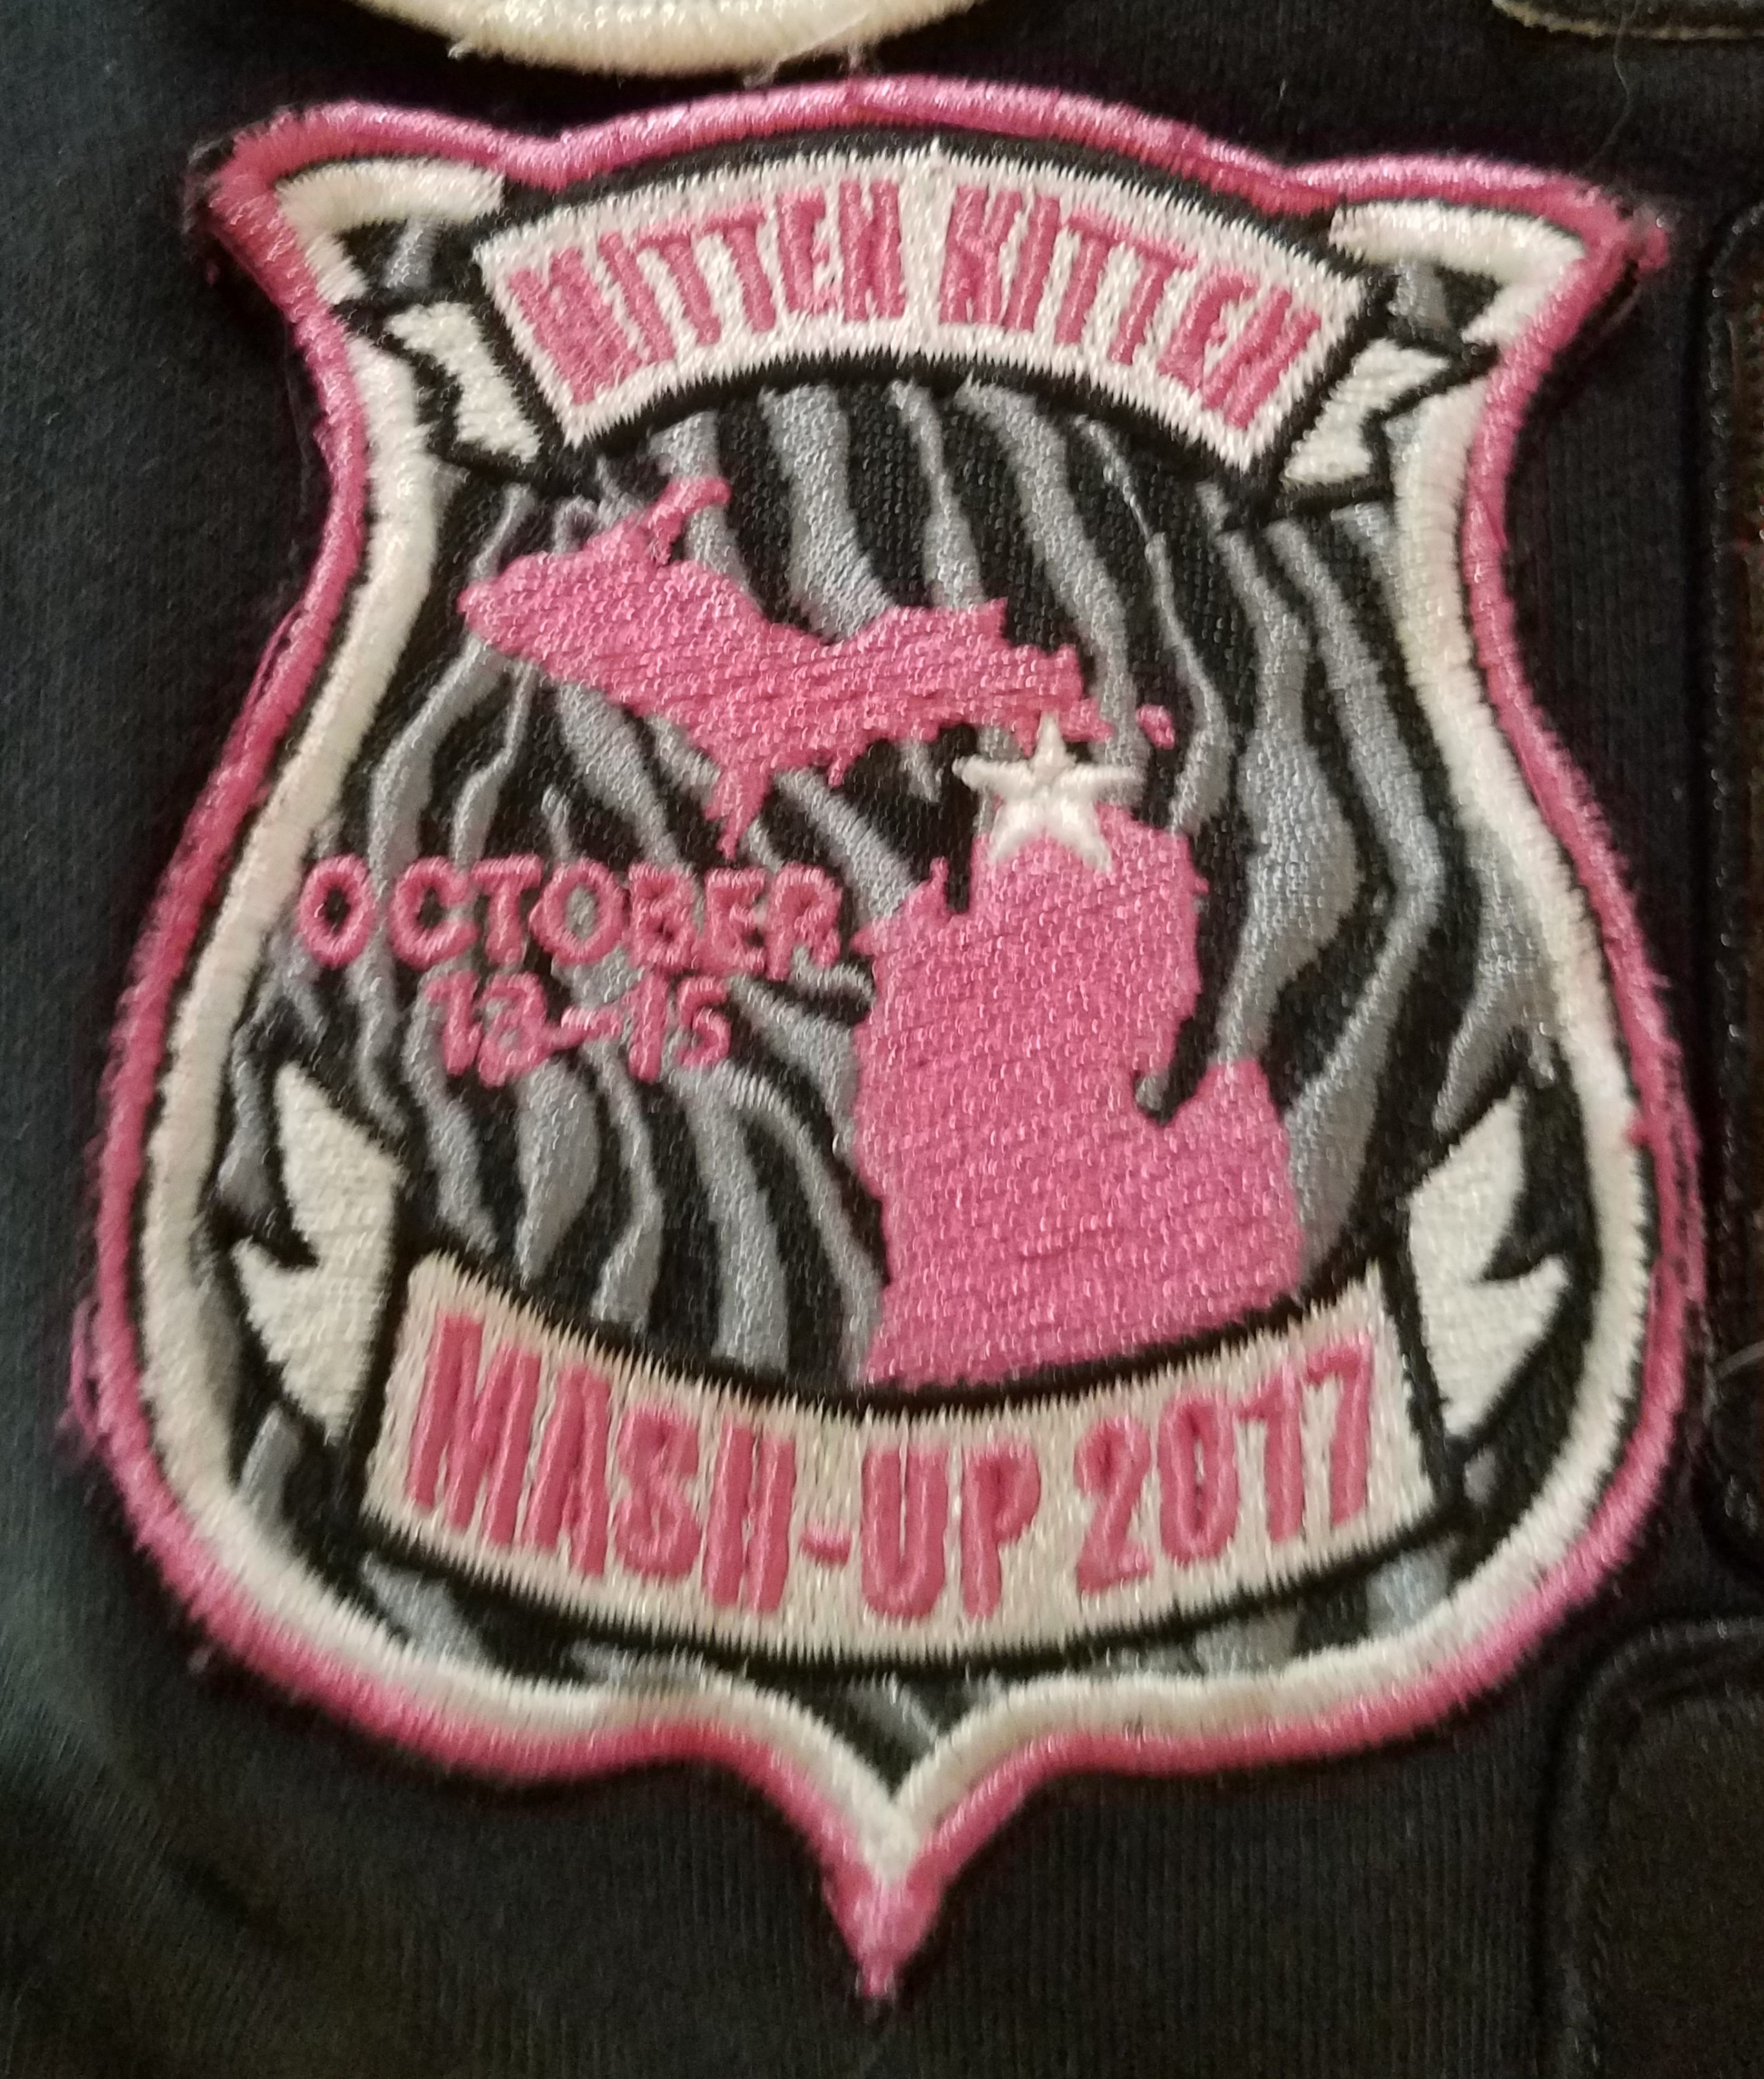 MITTEN KITTEN
OCTOBER
13-15
MASH-UP 2017